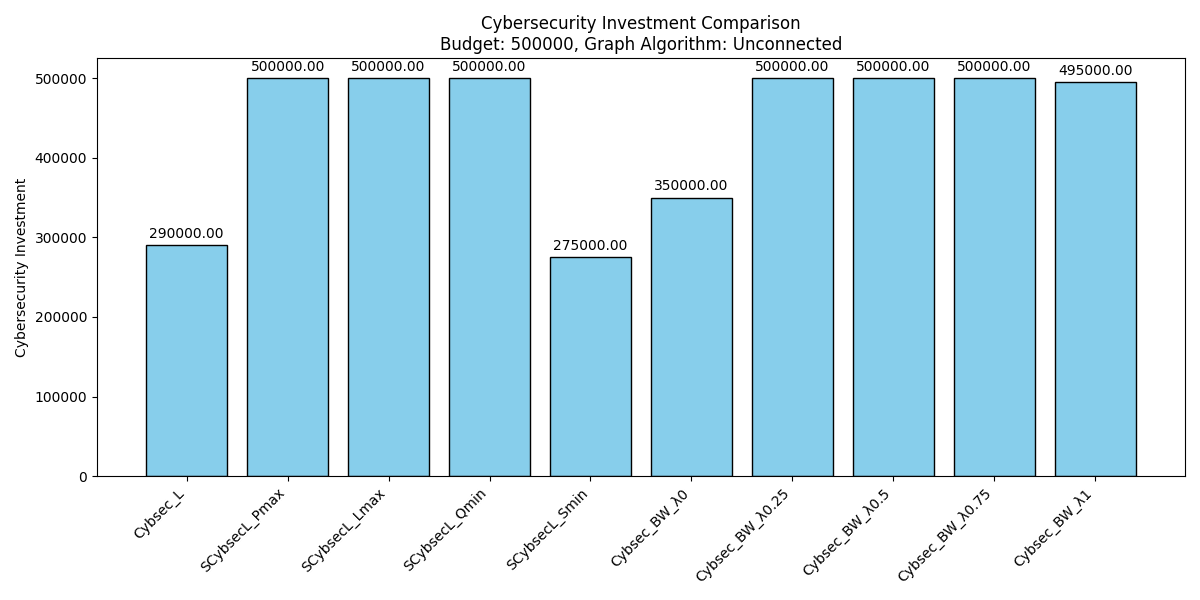 Cybersecurity Investment Comparison
Budget: 500000, Graph Algorithm: Unconnected
Cybersecurity Investment
500000
400000
300000
200000
100000
0
290000.00
500000.00
500000.00
500000.00
275000.00
350000.00
500000.00
500000.00
500000.00
495000.00
Cybsec_L
SCybsecL_Pmax
SCybsecL_Lmax
SCybsecL_Qmin
SCybsecL_Smin
Cybsec_BW_λ0
Cybsec_BW_λ0.25
Cybsec_BW_λ0.5
Cybsec_BW_λ0.75
Cybsec_BW_λ1